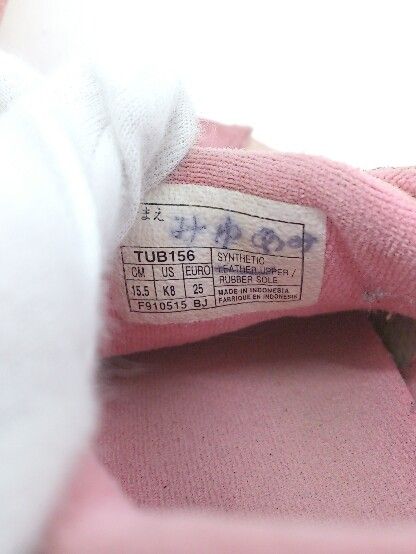 まえ
TUB156
CM US EURO
15.5 K8 25
F910515 BJ
SYNTHETIC
LEATHER UPPER /
RUBBER SOLE
MADE IN INDONESIA
FABRIQUE EN INDONESIE